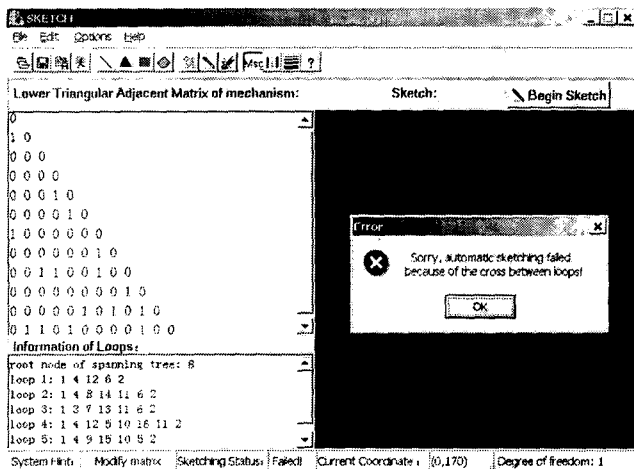 SKETCH
File Edit Options Help
Msc
?
Lower Triangular Adjacent Matrix of mechanism:
Sketch:
Begin Sketch
0
1 0
0 0 0
0 0 0 0
0 0 0 1 0
0 0 0 0 1 0
1 0 0 0 0 0 0
0 0 0 0 0 0 1 0
0 0 1 1 0 0 1 0 0
0 0 0 0 0 0 0 0 1 0
0 0 0 0 0 1 0 1 0 1 0
0 1 1 0 1 0 0 0 0 1 0 0
Error
Sorry, automatic sketching failed
because of the cross between loops!
OK
Information of Loops:
root node of spanning tree: 8
loop 1: 1 4 12 6 2
loop 2: 1 4 8 14 11 6 2
loop 3: 1 3 7 13 11 6 2
loop 4: 1 4 12 5 10 16 11 2
loop 5: 1 4 9 15 10 5 2
System Hint: Modify matrix Sketching Status: Failed! Current Coordinate: (0,170) Degree of freedom: 1